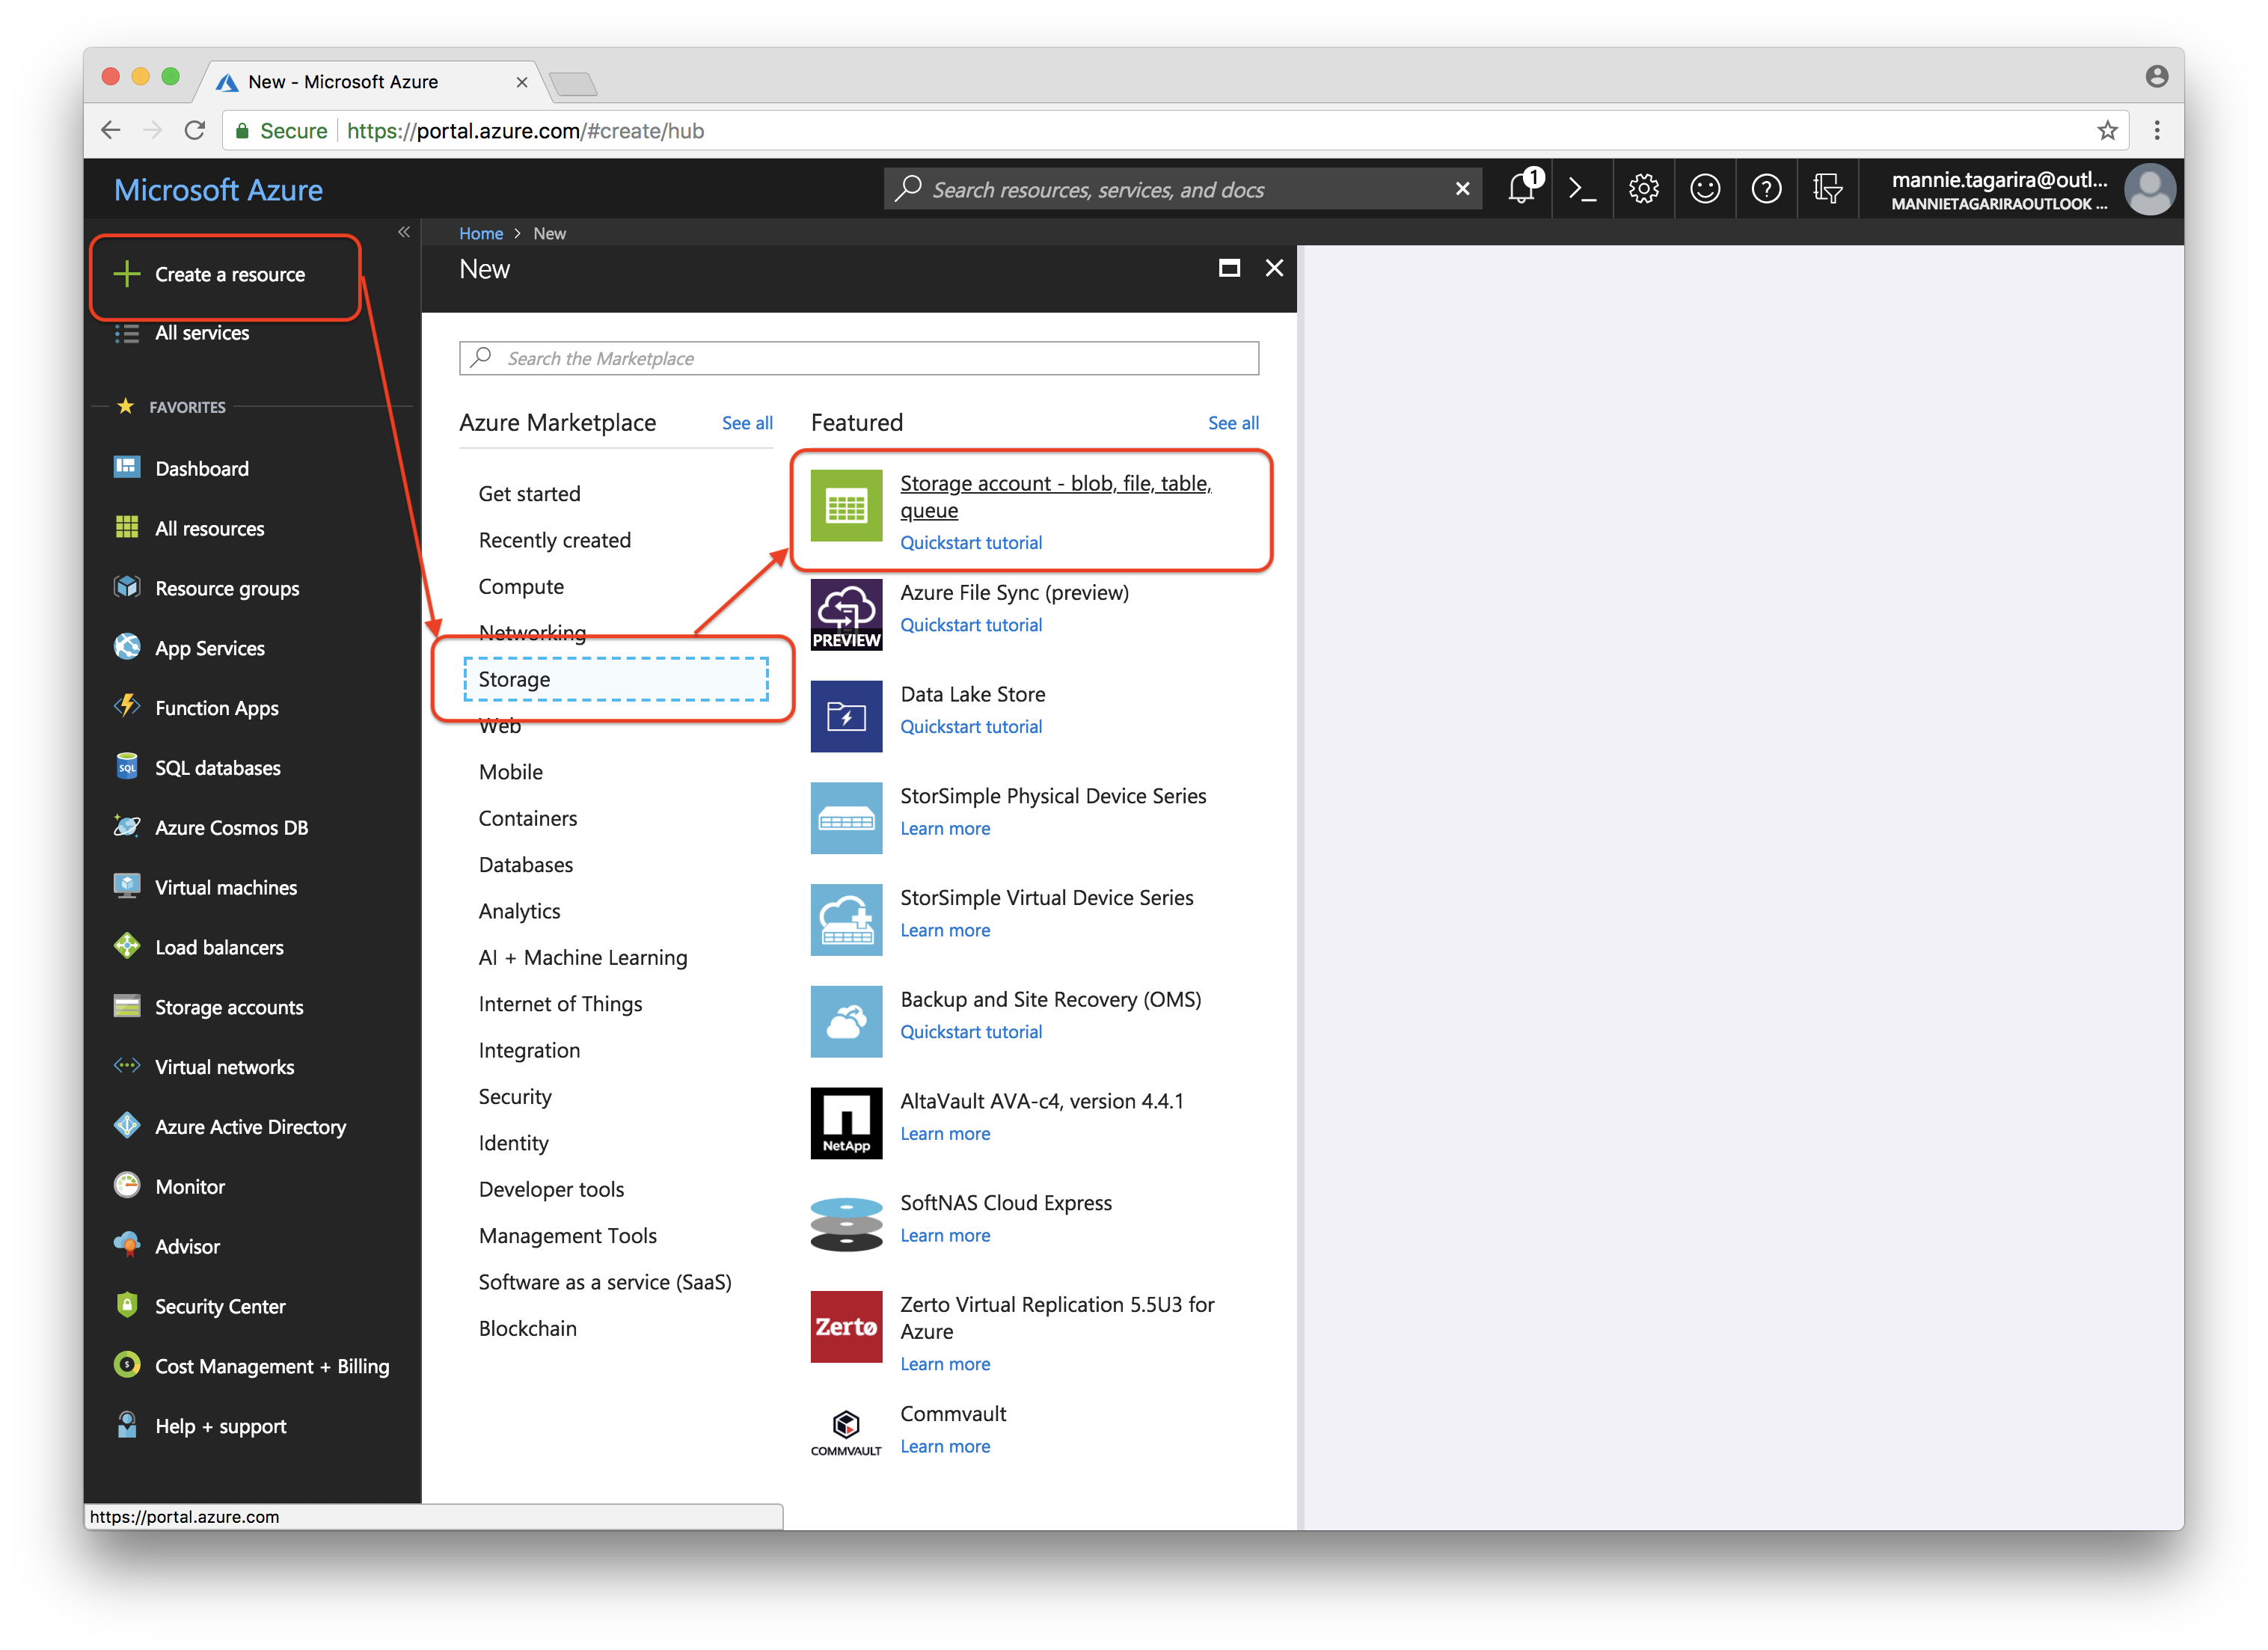 New - Microsoft Azure
Secure https://portal.azure.com/#create/hub
Microsoft Azure
Search resources, services, and docs
1
mannie.tagarira@outl...
MANNIETAGARIRAOUTLOOK ...
Create a resource
All services
FAVORITES
Dashboard
All resources
Resource groups
App Services
Function Apps
SQL
SQL databases
Azure Cosmos DB
Virtual machines
Load balancers
Storage accounts
Virtual networks
Azure Active Directory
Monitor
Advisor
Security Center
Cost Management + Billing
Help + support
Home > New
New
Search the Marketplace
Azure Marketplace See all
Get started
Recently created
Compute
Networking
Storage
Web
Mobile
Containers
Databases
Analytics
AI + Machine Learning
Internet of Things
Integration
Security
Identity
Developer tools
Management Tools
Software as a service (SaaS)
Blockchain
Featured See all
Storage account - blob, file, table,
queue
Quickstart tutorial
PREVIEW
Azure File Sync (preview)
Quickstart tutorial
Data Lake Store
Quickstart tutorial
StorSimple Physical Device Series
Learn more
StorSimple Virtual Device Series
Learn more
Backup and Site Recovery (OMS)
Quickstart tutorial
NetApp
AltaVault AVA-c4, version 4.4.1
Learn more
SoftNAS Cloud Express
Learn more
Zerto
Zerto Virtual Replication 5.5U3 for
Azure
Learn more
COMMVAULT
Commvault
Learn more
https://portal.azure.com